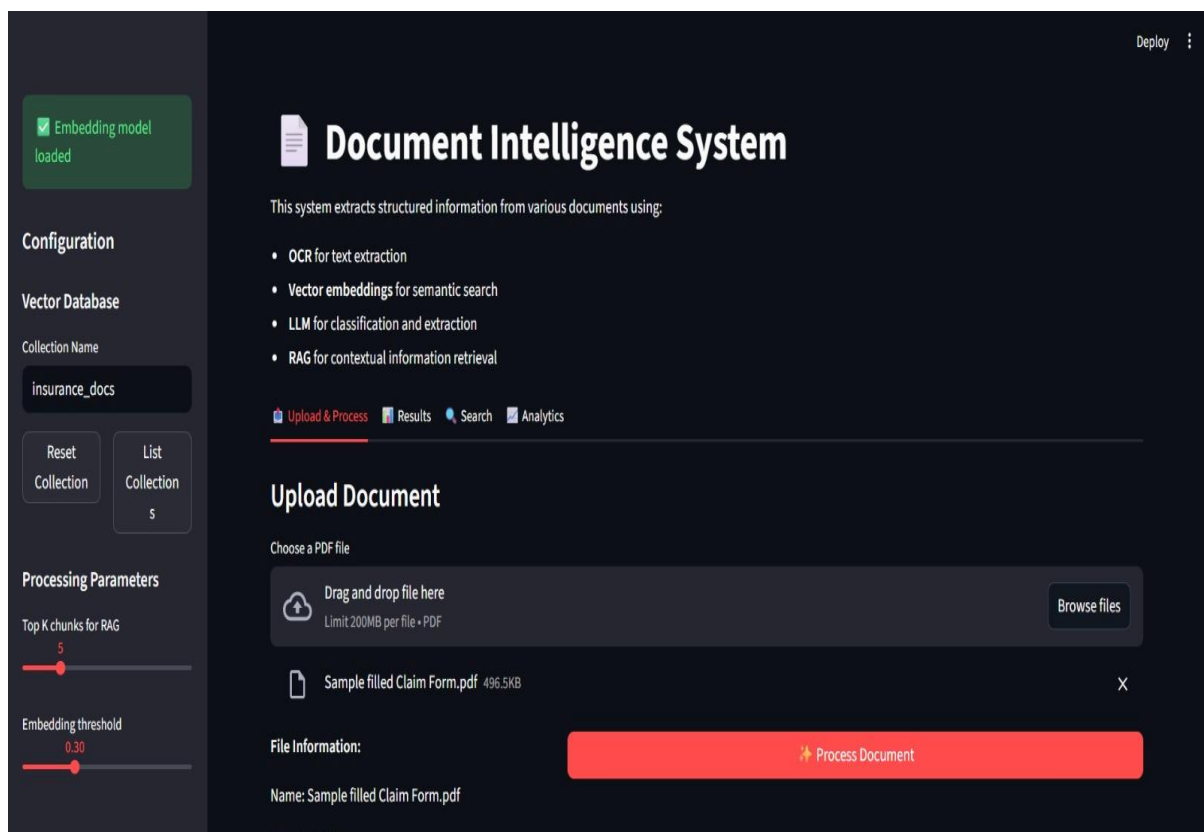 Deploy
✅ Embedding model
loaded
Configuration
Vector Database
Collection Name
insurance_docs
Reset
Collection
List
Collection
s
Processing Parameters
Top K chunks for RAG
5
Embedding threshold
0.30
Document Intelligence System
This system extracts structured information from various documents using:
• OCR for text extraction
• Vector embeddings for semantic search
• LLM for classification and extraction
• RAG for contextual information retrieval
Upload & Process Results Search Analytics
Upload Document
Choose a PDF file
Drag and drop file here
Limit 200MB per file • PDF
Browse files
Sample filled Claim Form.pdf 496.5KB
X
File Information:
✨ Process Document
Name: Sample filled Claim Form.pdf